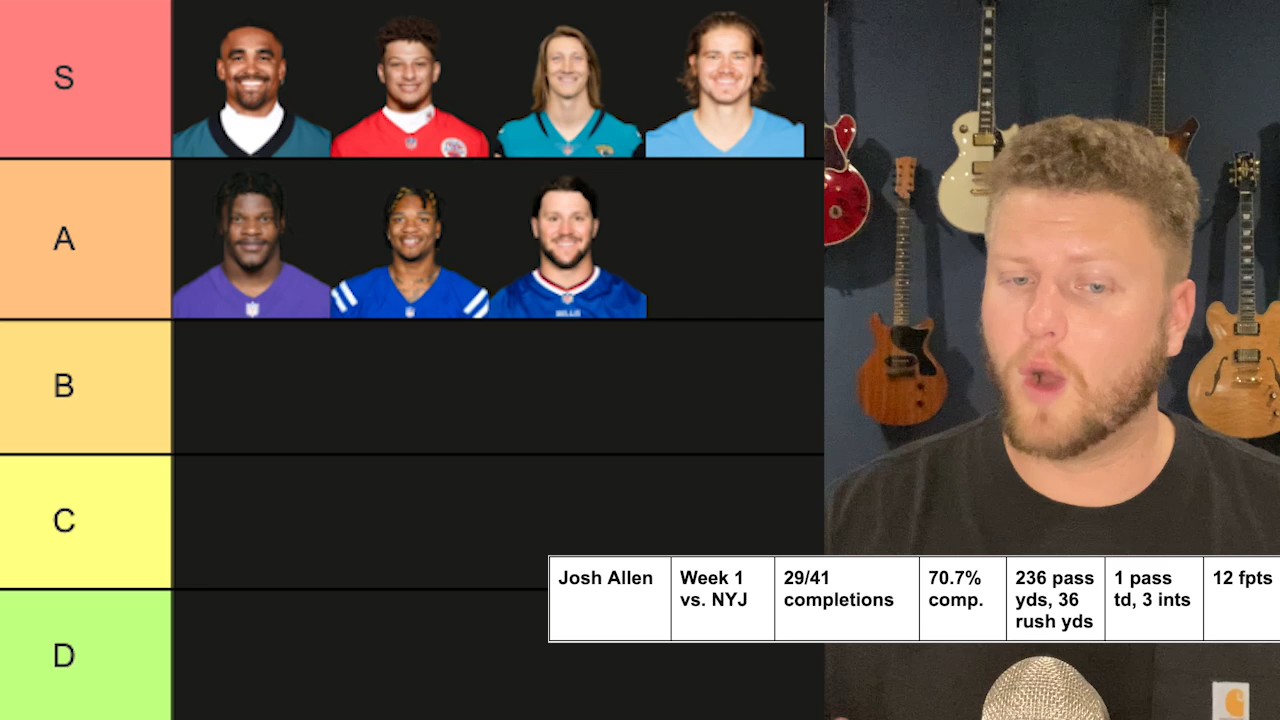 S
A
BILLS
B
C
Josh Allen
Week 1
vs. NYJ
29/41
completions
70.7%
comp.
236 pass
yds, 36
rush yds
1 pass
td, 3 ints
12 fpts
D